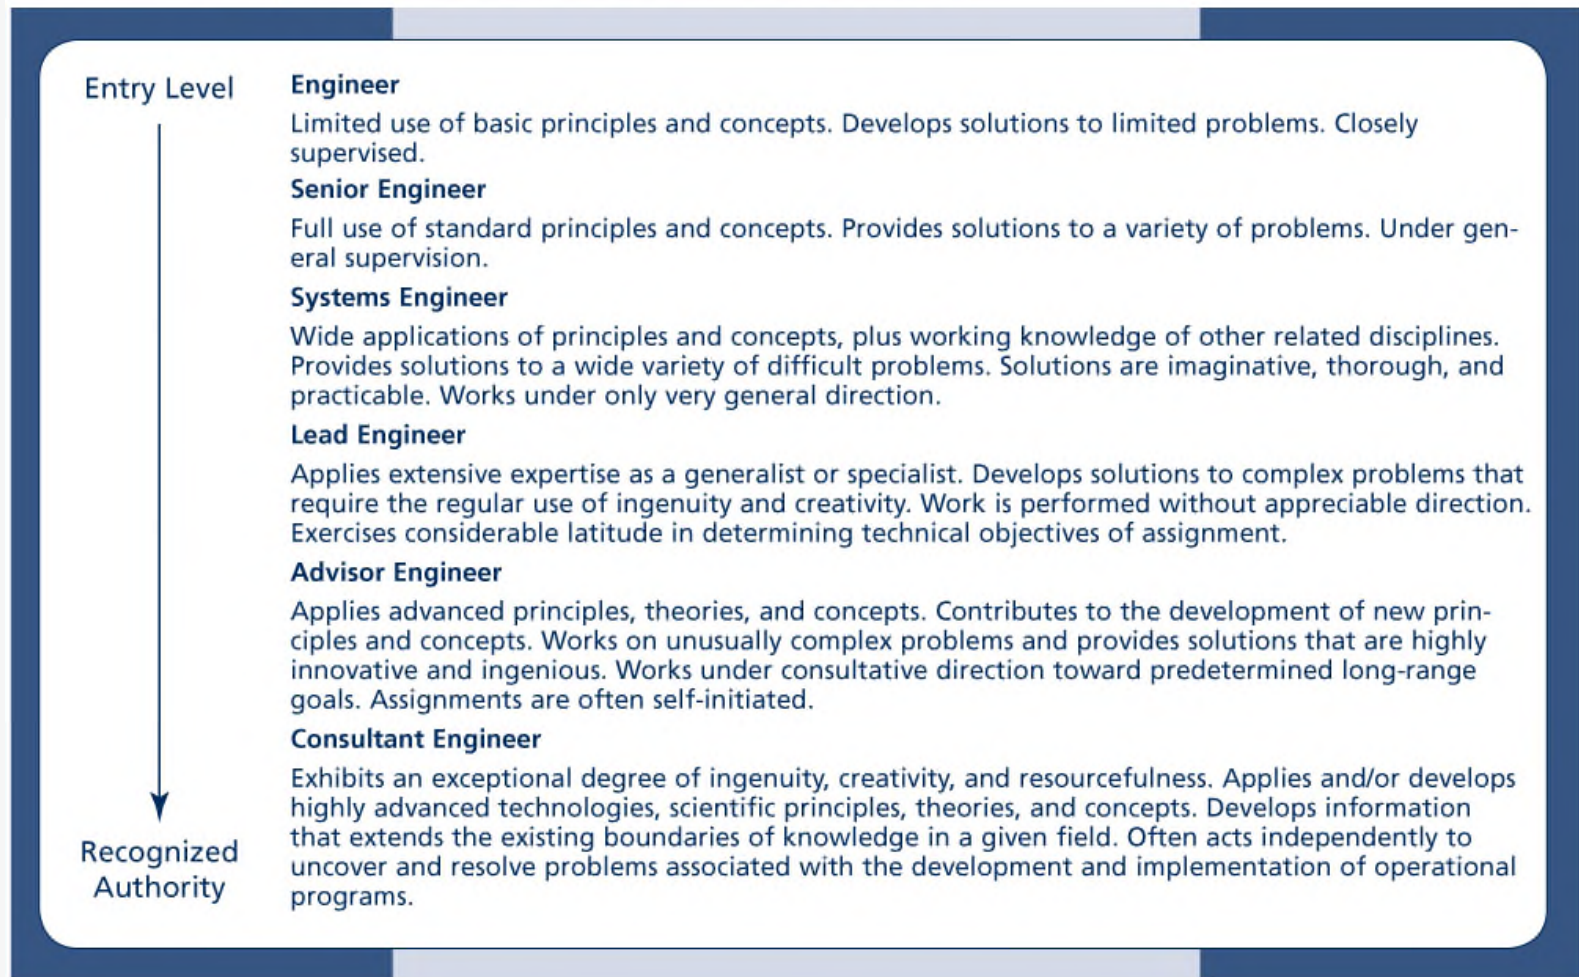 Entry Level
Engineer
Limited use of basic principles and concepts. Develops solutions to limited problems. Closely
supervised.
Senior Engineer
Full use of standard principles and concepts. Provides solutions to a variety of problems. Under gen-
eral supervision.
Systems Engineer
Wide applications of principles and concepts, plus working knowledge of other related disciplines.
Provides solutions to a wide variety of difficult problems. Solutions are imaginative, thorough, and
practicable. Works under only very general direction.
Lead Engineer
Applies extensive expertise as a generalist or specialist. Develops solutions to complex problems that
require the regular use of ingenuity and creativity. Work is performed without appreciable direction.
Exercises considerable latitude in determining technical objectives of assignment.
Advisor Engineer
Applies advanced principles, theories, and concepts. Contributes to the development of new prin-
ciples and concepts. Works on unusually complex problems and provides solutions that are highly
innovative and ingenious. Works under consultative direction toward predetermined long-range
goals. Assignments are often self-initiated.
Consultant Engineer
Exhibits an exceptional degree of ingenuity, creativity, and resourcefulness. Applies and/or develops
highly advanced technologies, scientific principles, theories, and concepts. Develops information
that extends the existing boundaries of knowledge in a given field. Often acts independently to
uncover and resolve problems associated with the development and implementation of operational
programs.
Recognized
Authority